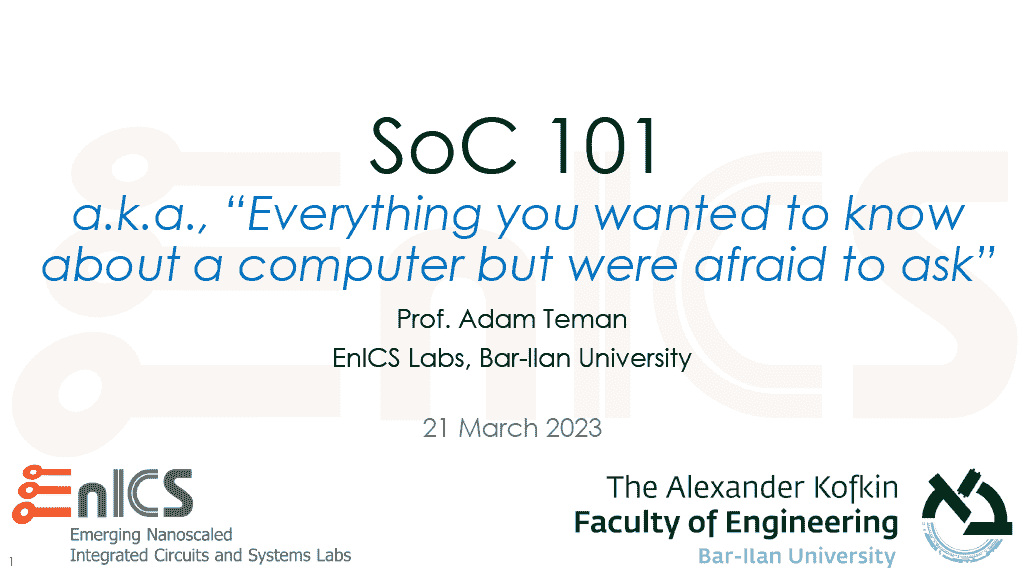 SoC 101
a.k.a., “Everything you wanted to know
about a computer but were afraid to ask”
Prof. Adam Teman
EnICS Labs, Bar-Ilan University
21 March 2023
EnICS
Emerging Nanoscaled
Integrated Circuits and Systems Labs
The Alexander Kofkin
Faculty of Engineering
Bar-Ilan University
1